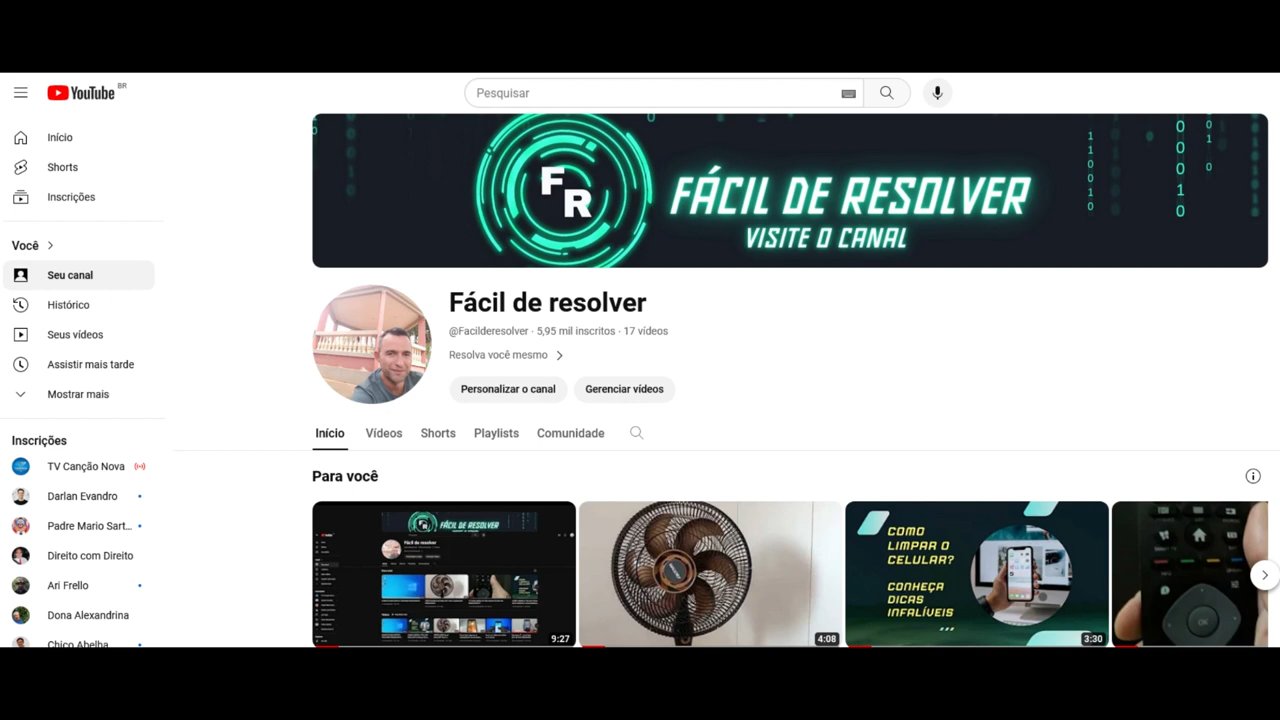 YouTube BR
Pesquisar
Início
Shorts
Inscrições
Você
Seu canal
Histórico
Seus vídeos
Assistir mais tarde
Mostrar mais
Inscrições
TV Canção Nova
Darlan Evandro
Padre Mario Sart...
Direito com Direito
Ari Frello
Dona Alexandrina
Chico Abelha
FR
FÁCIL DE RESOLVER
VISITE O CANAL
Fácil de resolver
@Facilderesolver · 5,95 mil inscritos · 17 vídeos
Resolva você mesmo
Personalizar o canal
Gerenciar vídeos
Início Vídeos Shorts Playlists Comunidade
Para você
FÁCIL DE RESOLVER
Fácil de resolver
9:27
4:08
COMO
LIMPAR O
CELULAR?
CONHEÇA
DICAS
INFALÍVEIS
3:30